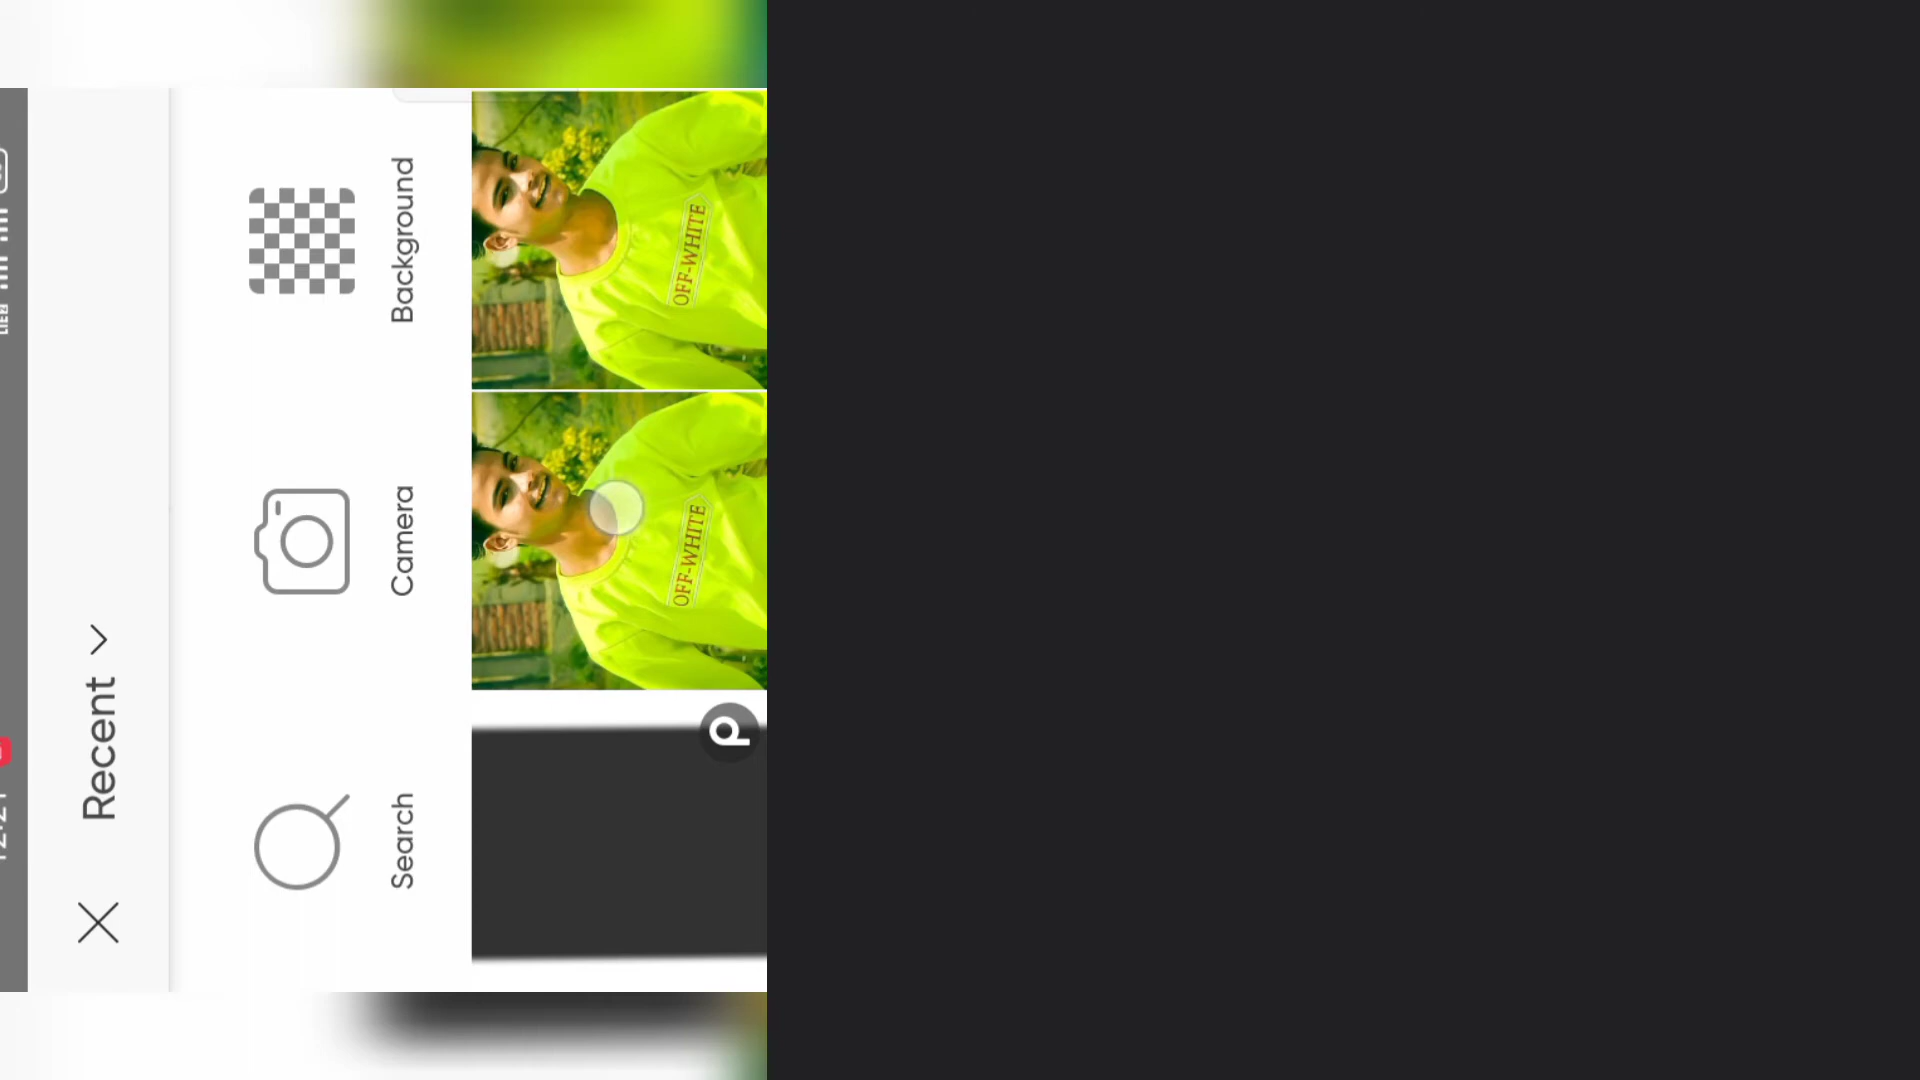 Recent
Search
Camera
Background
OFF-WHITE
OFF-WHITE